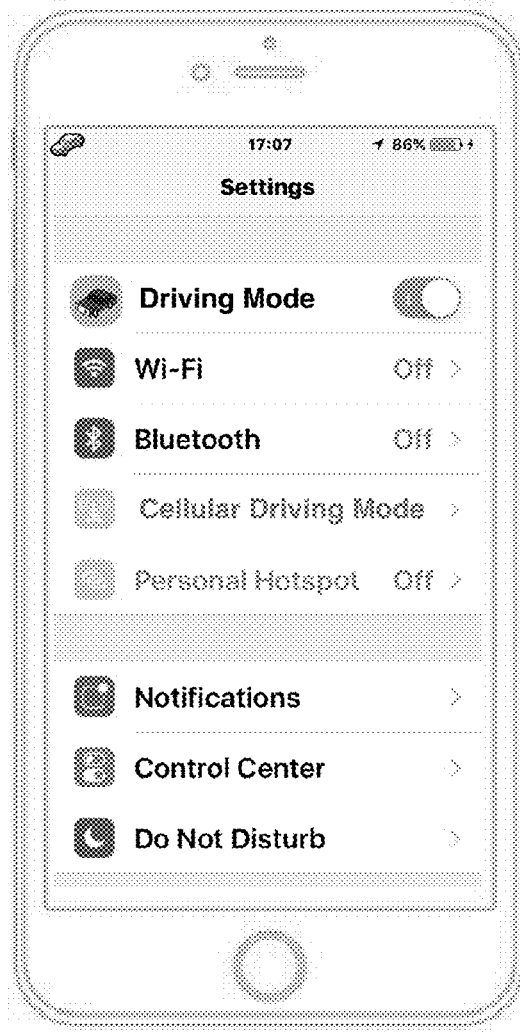 17:07 86%
Settings
Driving Mode
Wi-Fi Off
Bluetooth Off
Cellular Driving Mode
Personal Hotspot Off
Notifications
Control Center
Do Not Disturb